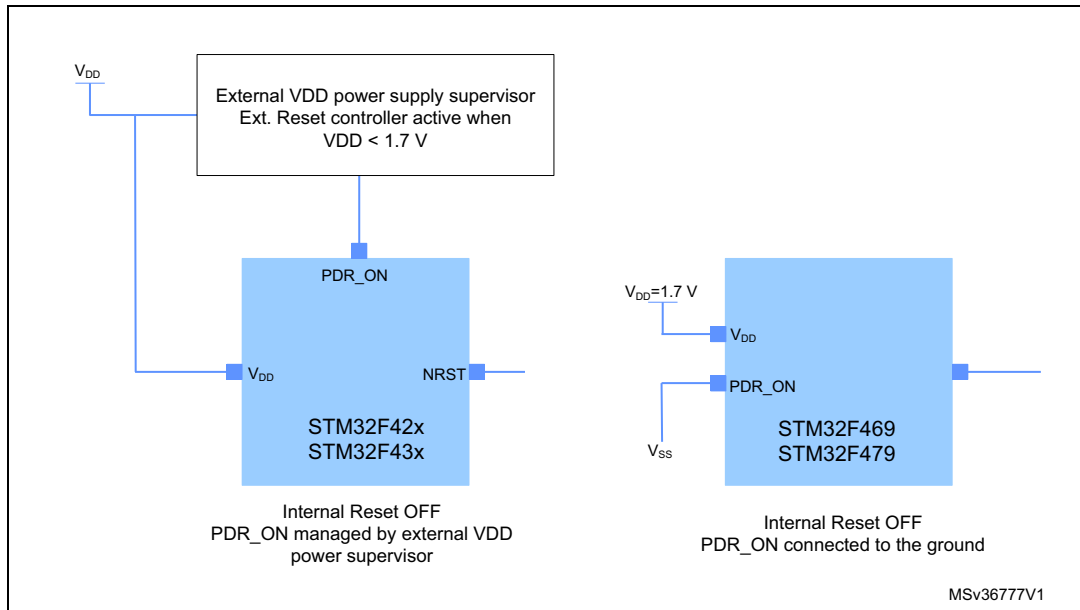 VDD
External VDD power supply supervisor
Ext. Reset controller active when
VDD < 1.7 V
PDR_ON
VDD
NRST
STM32F42x
STM32F43x
Internal Reset OFF
PDR_ON managed by external VDD
power supervisor
VDD=1.7 V
VDD
PDR_ON
VSS
STM32F469
STM32F479
Internal Reset OFF
PDR_ON connected to the ground
MSv36777V1